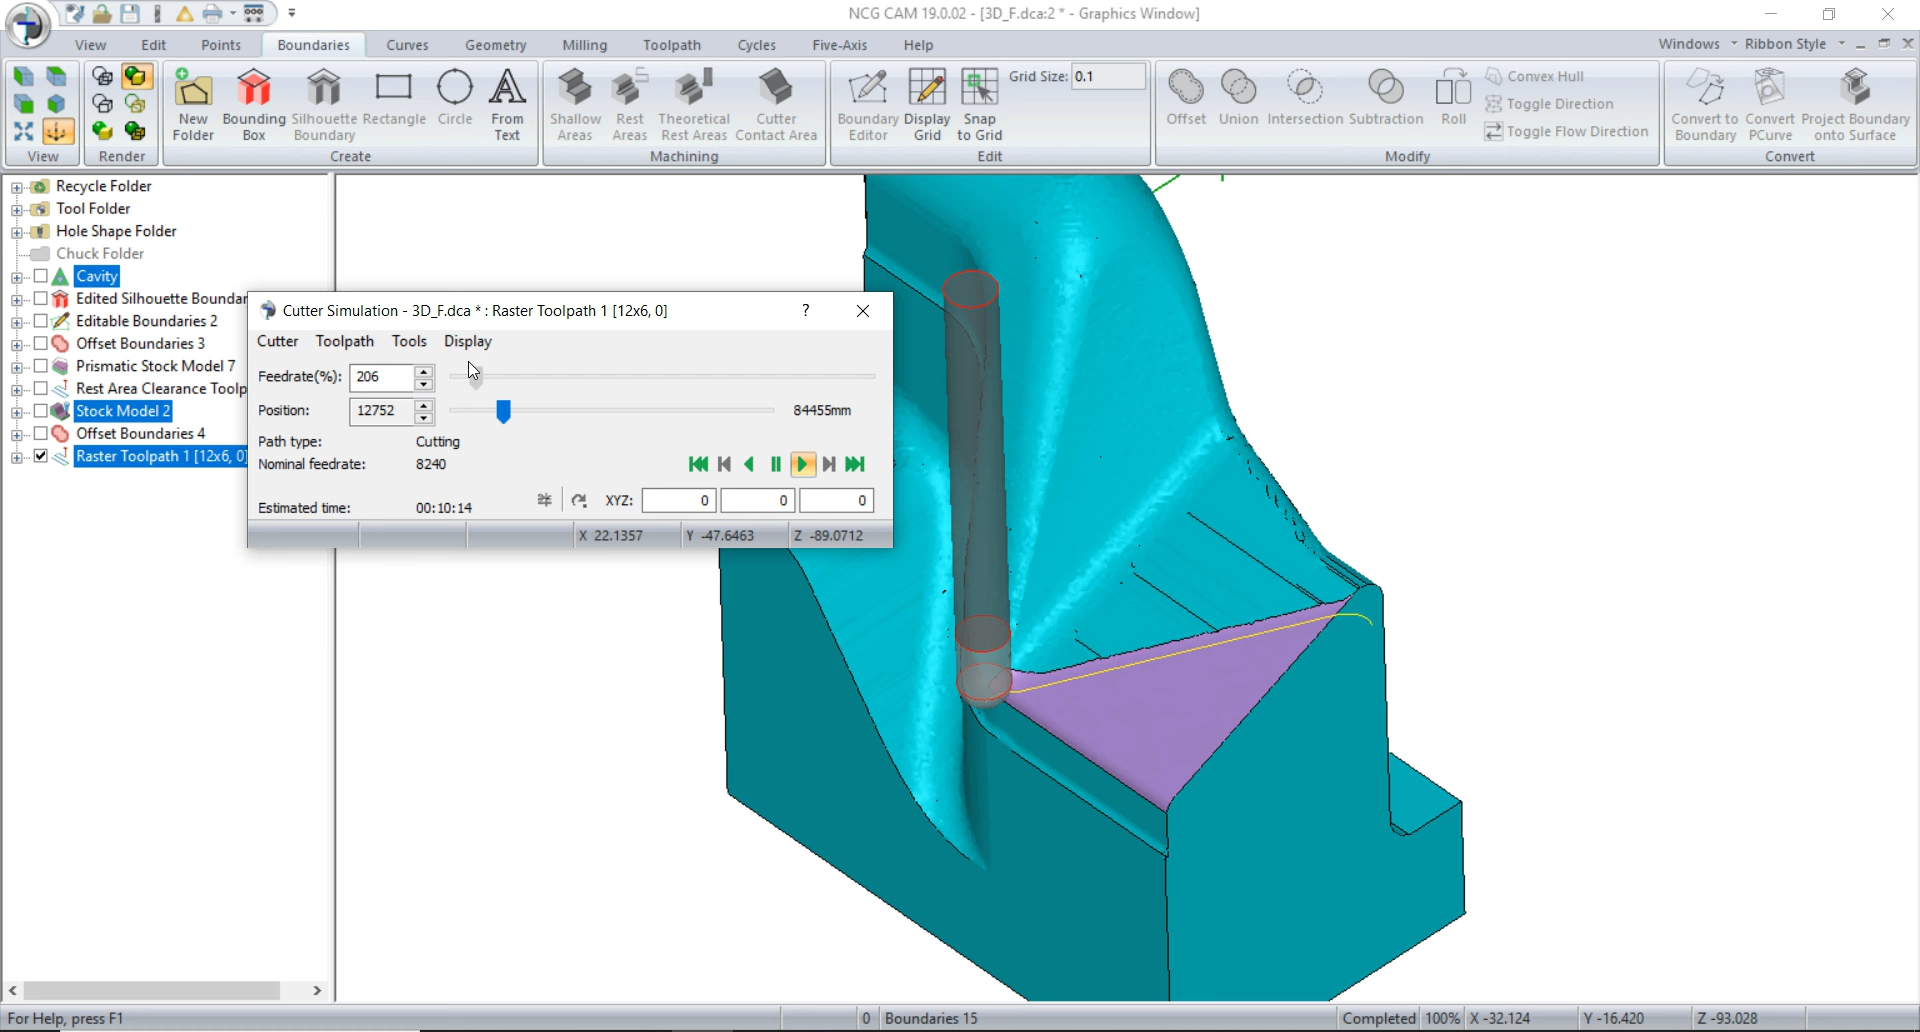 NCG CAM 19.0.02 - [3D_F.dca:2 * - Graphics Window]
View Edit Points Boundaries Curves Geometry Milling Toolpath Cycles Five-Axis Help Windows Ribbon Style
New Folder Bounding Box Silhouette Boundary Rectangle Circle From Text
Shallow Areas Rest Areas Theoretical Rest Areas Cutter Contact Area
Boundary Editor Display Grid Snap to Grid Grid Size: 0.1
Offset Union Intersection Subtraction Roll
Convex Hull
Toggle Direction
Toggle Flow Direction
Convert to Boundary Convert PCurve Project Boundary onto Surface
View Render Create Machining Edit Modify Convert
Recycle Folder
Tool Folder
Hole Shape Folder
Chuck Folder
Cavity
Edited Silhouette Boundar
Editable Boundaries 2
Offset Boundaries 3
Prismatic Stock Model 7
Rest Area Clearance Toolp
Stock Model 2
Offset Boundaries 4
Raster Toolpath 1 [12x6, 0]
Cutter Simulation - 3D_F.dca * : Raster Toolpath 1 [12x6, 0] ?
Cutter Toolpath Tools Display
Feedrate(%): 206
Position: 12752 84455mm
Path type: Cutting
Nominal feedrate: 8240
Estimated time: 00:10:14 XYZ: 0 0 0
X 22.1357 Y -47.6463 Z -89.0712
For Help, press F1 0 Boundaries 15 Completed 100% X -32.124 Y -16.420 Z -93.028